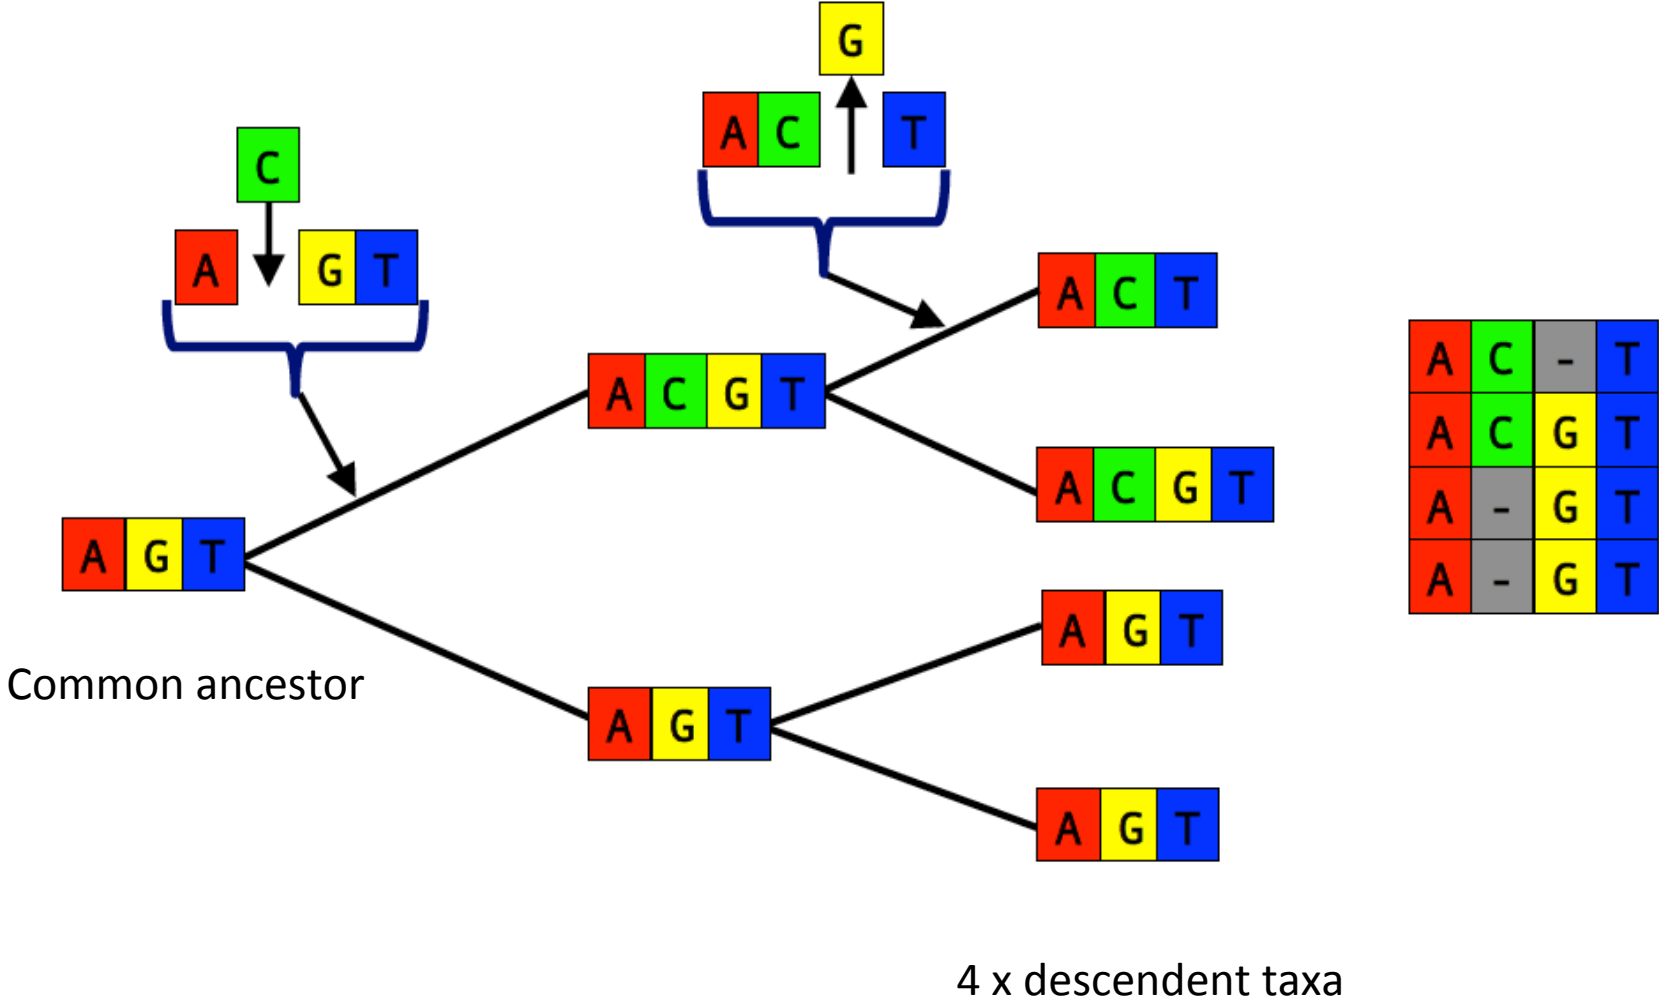 G
A C T
C
A G T
A C T
A C - T
A C G T
A C G T
A C G T
A - G T
A G T
A - G T
A G T
Common ancestor
A G T
A G T
4 x descendent taxa